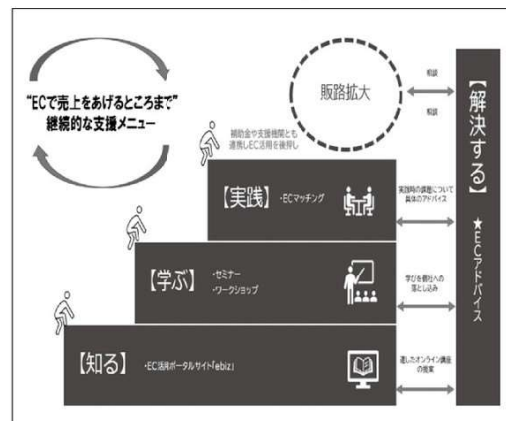 “ECで売上をあげるところまで”
継続的な支援メニュー
販路拡大
相談
相談
補助金や支援機関とも
連携しEC活用を後押し
【実践】
・ECマッチング
実践時の課題について
具体のアドバイス
【学ぶ】
・セミナー
・ワークショップ
学びを御社への
落とし込み
【知る】
・EC活用ポータルサイト「ebiz」
適したオンライン講座
の提案
【解決する】
★ECアドバイス